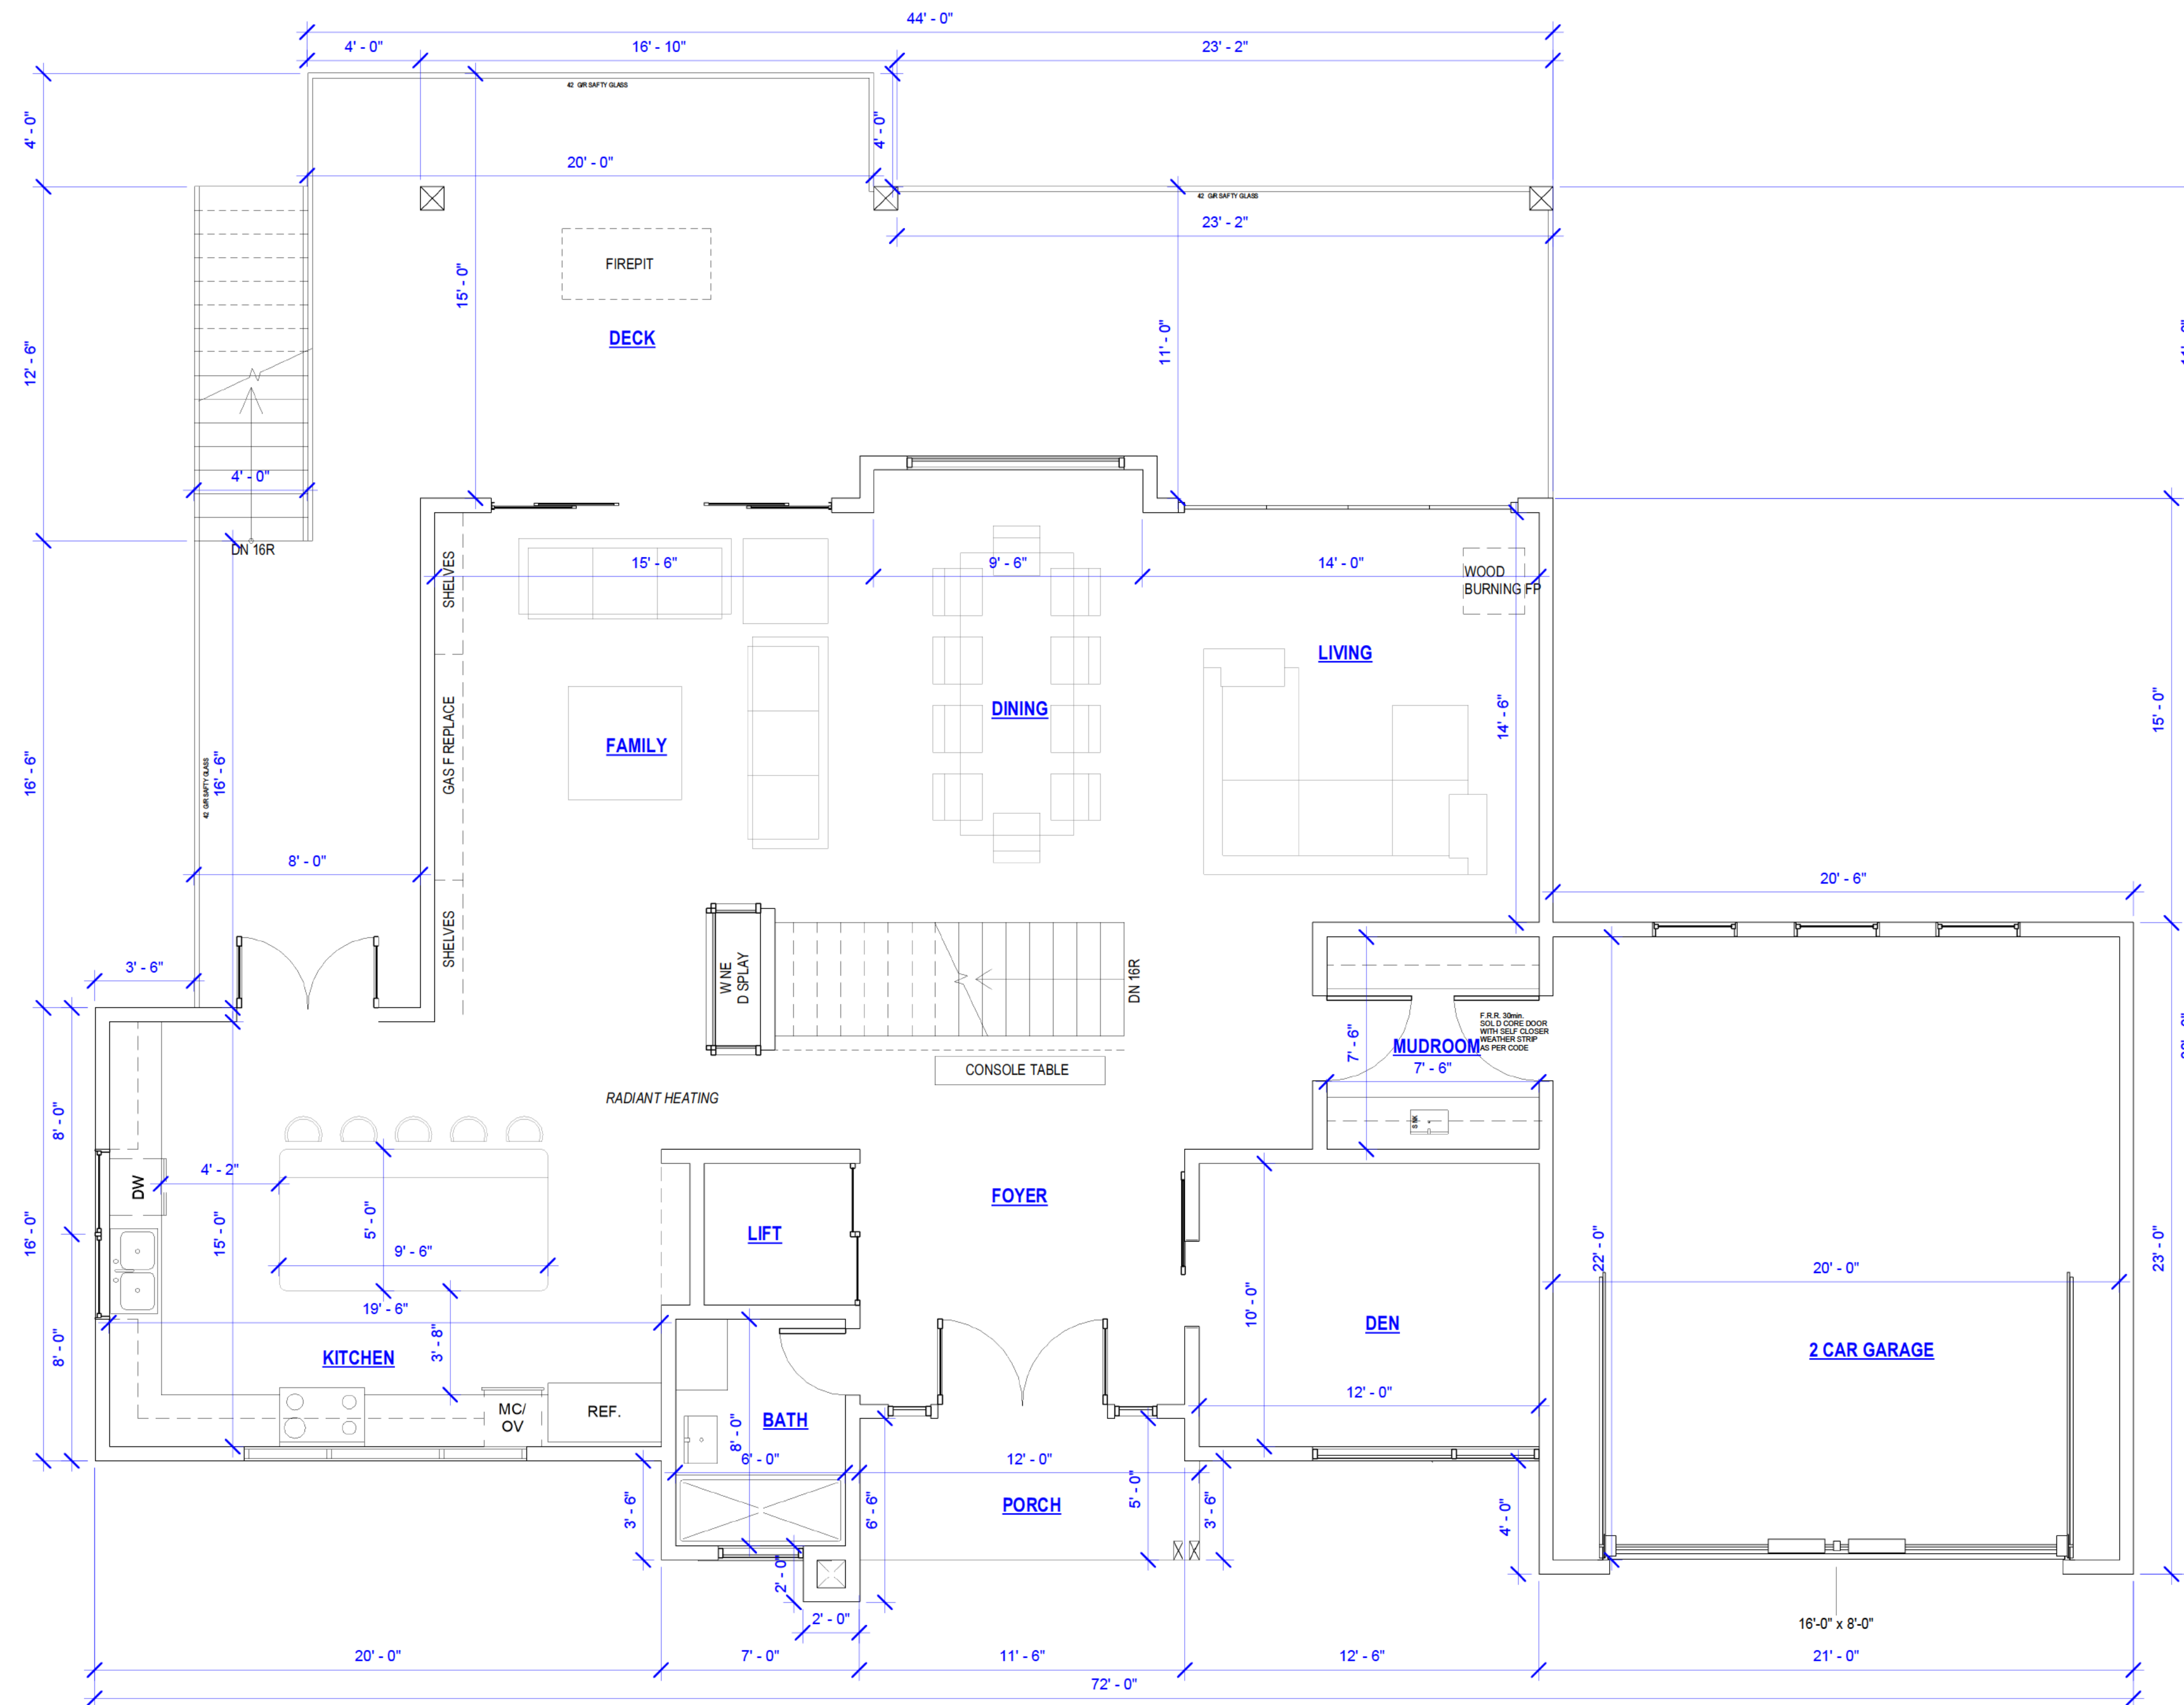 44' - 0"
4' - 0"
16' - 10"
23' - 2"
42 G/R SAFTY GLASS
4' - 0"
4' - 0"
20' - 0"
42 G/R SAFTY GLASS
23' - 2"
FIREPIT
15' - 0"
DECK
11' - 0"
12' - 6"
4' - 0"
DN 16R
SHELVES
15' - 6"
9' - 6"
14' - 0"
WOOD
BURNING FP
LIVING
DINING
FAMILY
GAS F REPLACE
14' - 6"
15' - 0"
16' - 6"
16' - 6"
42 G/R SAFTY GLASS
8' - 0"
20' - 6"
SHELVES
3' - 6"
W NE
D SPLAY
DN 16R
F.R.R. 30min.
SOL D CORE DOOR
WITH SELF CLOSER
WEATHER STRIP
AS PER CODE
7' - 6"
MUDROOM
7' - 6"
CONSOLE TABLE
RADIANT HEATING
S NK
8' - 0"
4' - 2"
DW
FOYER
LIFT
16' - 0"
15' - 0"
5' - 0"
9' - 6"
22' - 0"
23' - 0"
20' - 0"
10' - 0"
19' - 6"
DEN
8' - 0"
KITCHEN
3' - 8"
2 CAR GARAGE
12' - 0"
MC/
OV
REF.
BATH
8' - 0"
6' - 0"
12' - 0"
3' - 6"
6' - 6"
PORCH
5' - 0"
3' - 6"
4' - 0"
2' - 0"
2' - 0"
16'-0" x 8'-0"
20' - 0"
7' - 0"
11' - 6"
12' - 6"
21' - 0"
72' - 0"